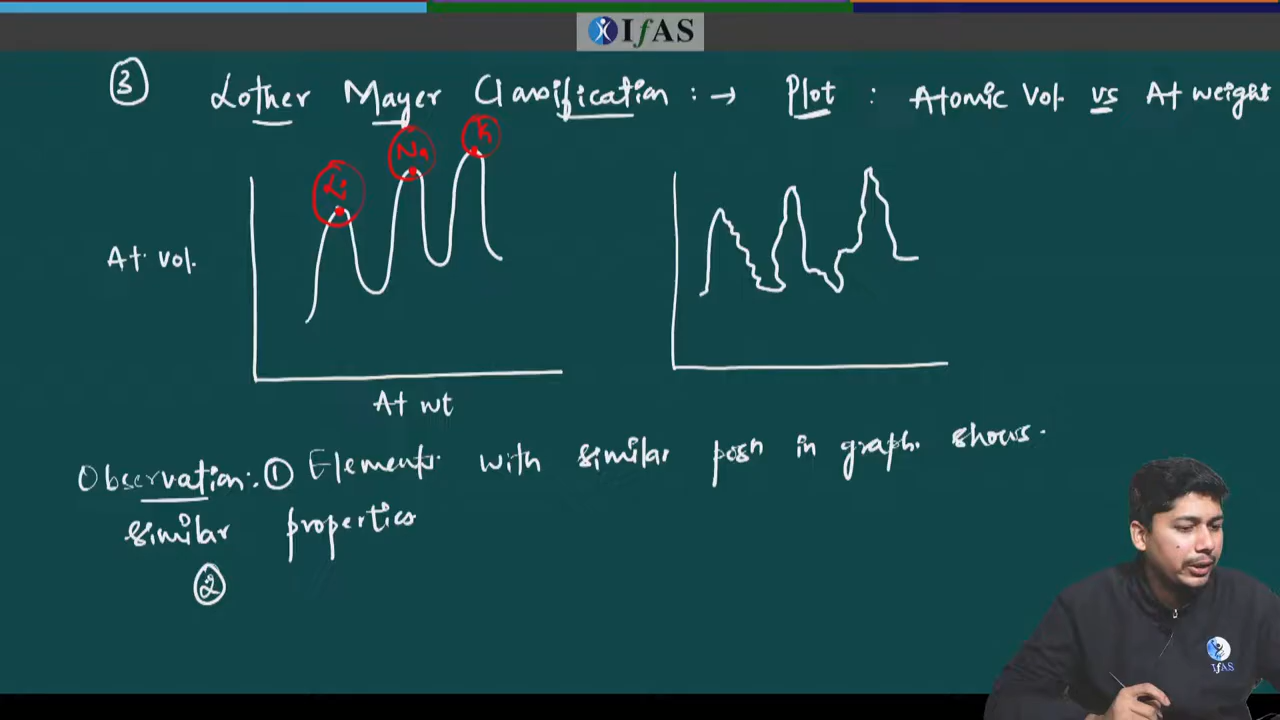 IfAS
3 Lother Mayer Classification :→ Plot : Atomic Vol. vs At weight
Li Na K
At. vol.
At wt
Observation:. ① Elements with similar posn in graph. shows.
similar properties
②
IfAS